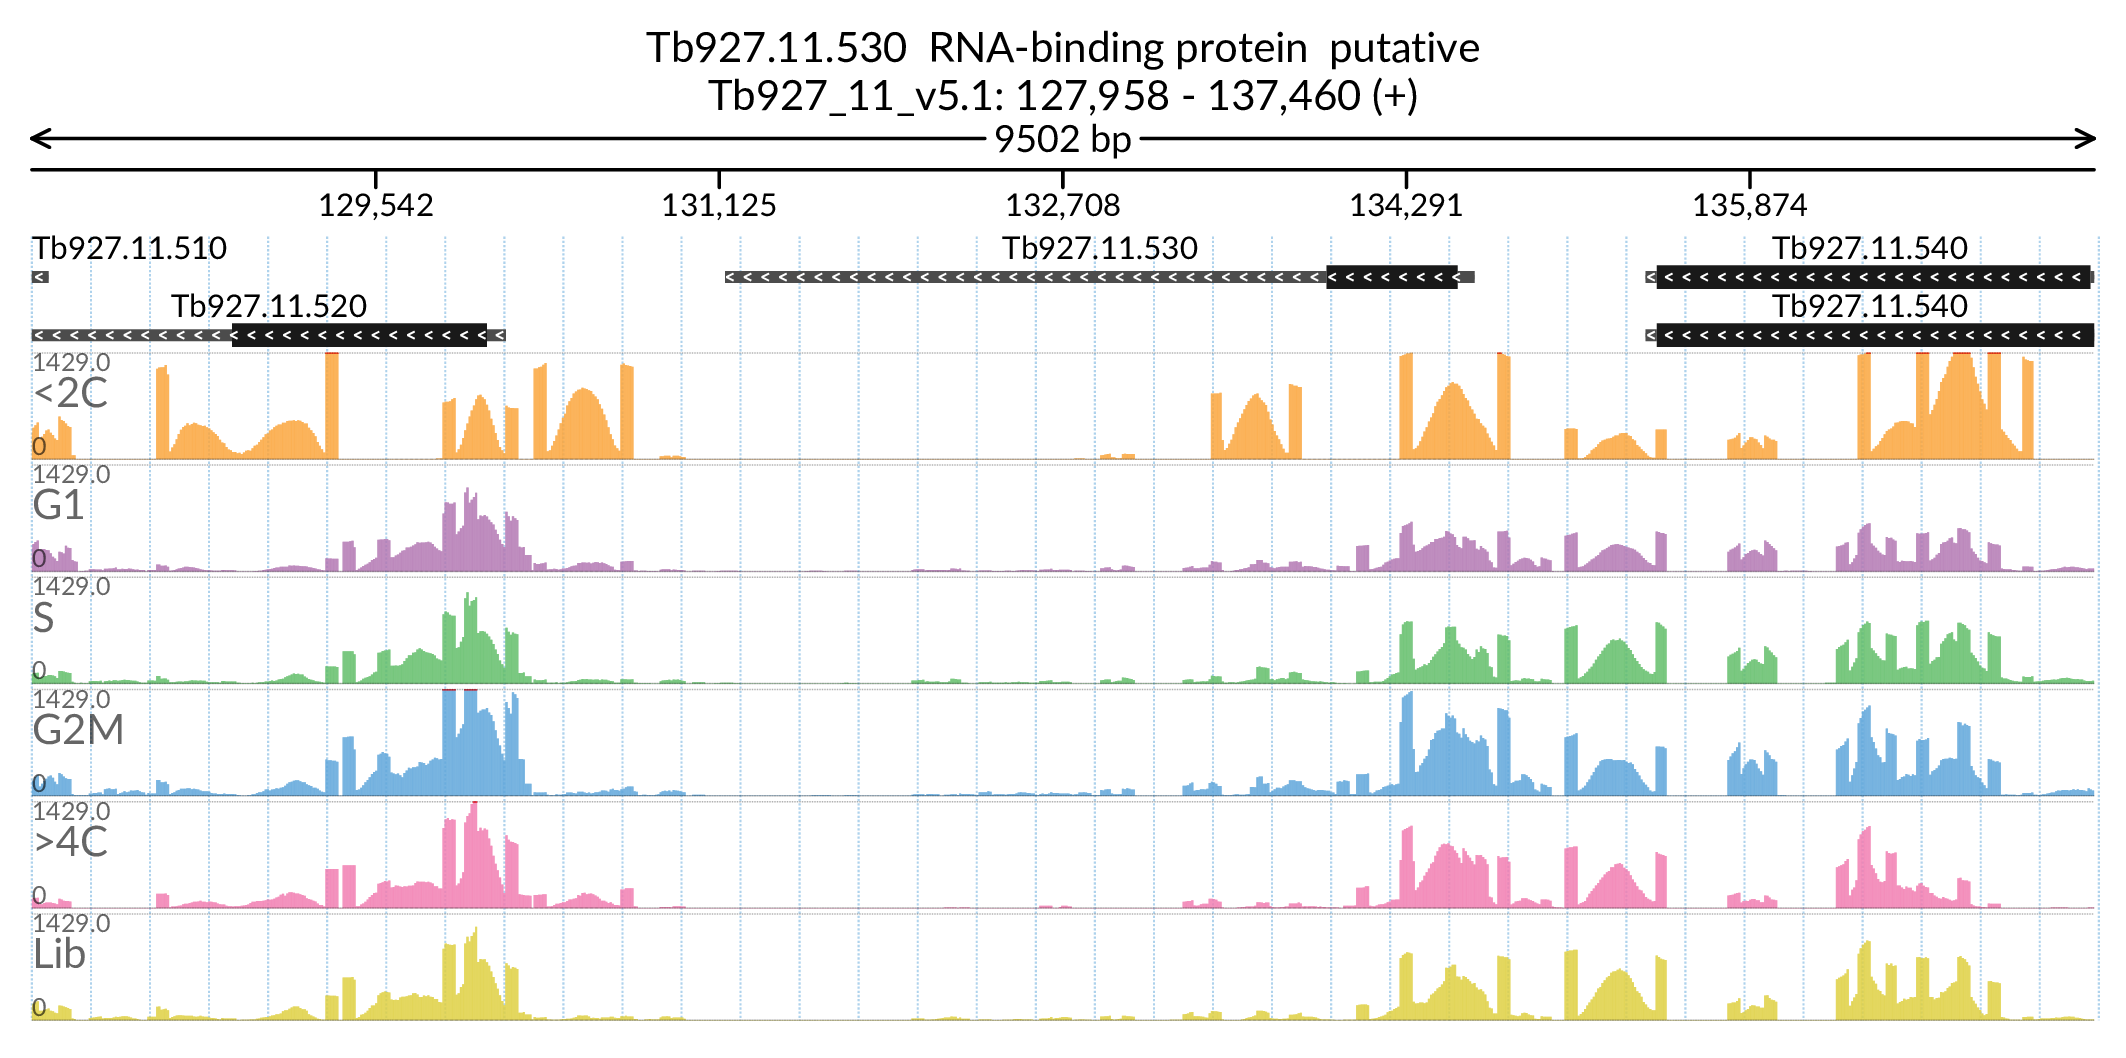 Tb927.11.530  RNA-binding protein  putative
Tb927_11_v5.1: 127,958 - 137,460 (+)
9502 bp
129,542 131,125 132,708 134,291 135,874
Tb927.11.510 Tb927.11.530 Tb927.11.540
Tb927.11.520 Tb927.11.540
1429.0
<2C
0
1429.0
G1
0
1429.0
S
0
1429.0
G2M
0
1429.0
>4C
0
1429.0
Lib
0